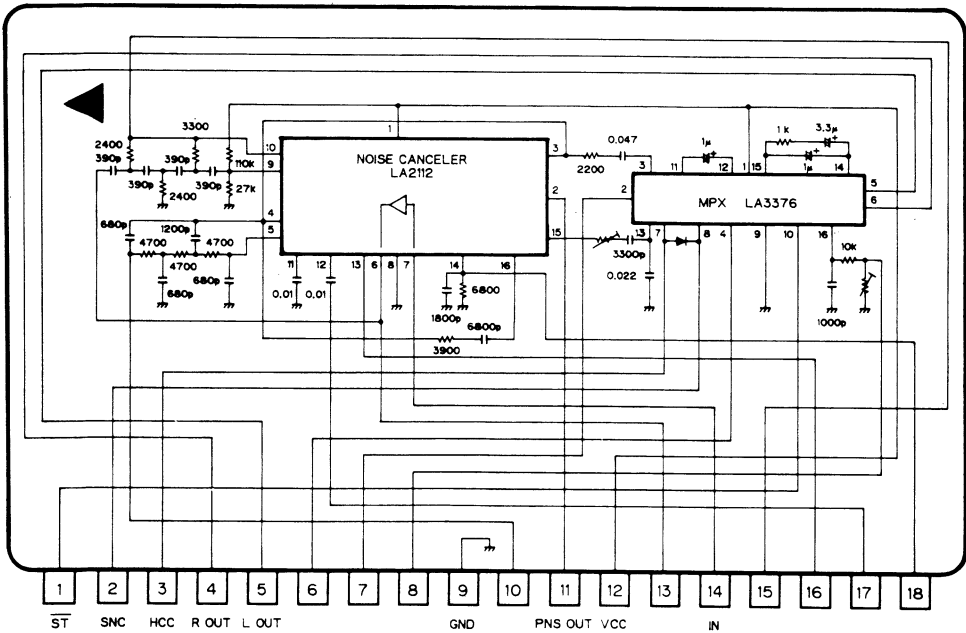 3300
2400
390p
390p
390p
390p
2400
110k
27k
10
9
4
5
1
NOISE CANCELER
LA2112
3
2
15
2200
0.047
3
2
1μ
+
11
12
1
15
1k
3.3μ
+
+
1μ
14
5
6
MPX LA3376
680p
1200p
4700
4700
4700
680p
680p
11
12
13
6
8
7
14
16
0.01
0.01
1800p
6800
6800p
3900
3300p
13
7
8
4
9
10
16
0.022
10k
1000p
1
2
3
4
5
6
7
8
9
10
11
12
13
14
15
16
17
18
ST
SNC
HCC
R OUT
L OUT
GND
PNS OUT
VCC
IN